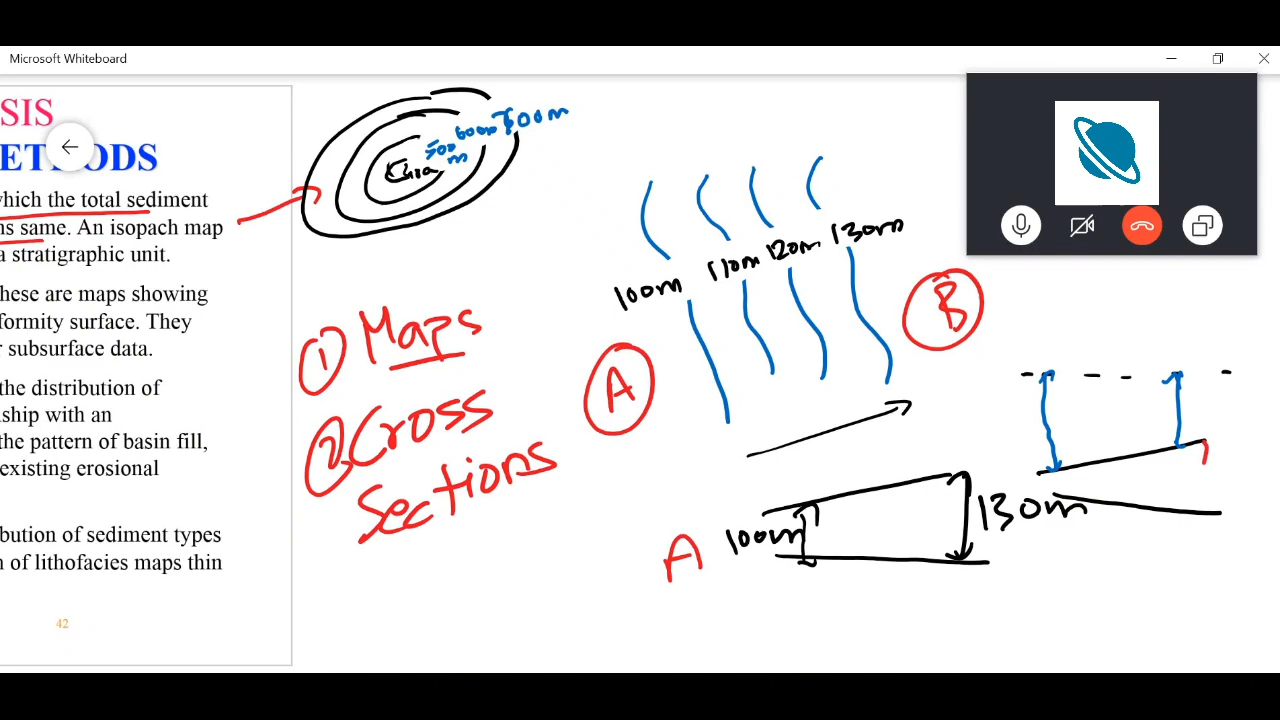 Microsoft Whiteboard
SIS
ETHODS
which the total sediment
ns same. An isopach map
a stratigraphic unit.
hese are maps showing
formity surface. They
r subsurface data.
the distribution of
nship with an
the pattern of basin fill,
existing erosional
bution of sediment types
n of lithofacies maps thin
42
500
m
600m
① Maps
② Cross
Sections
100m
110m
120m
130m
A
B
A
100m
130m